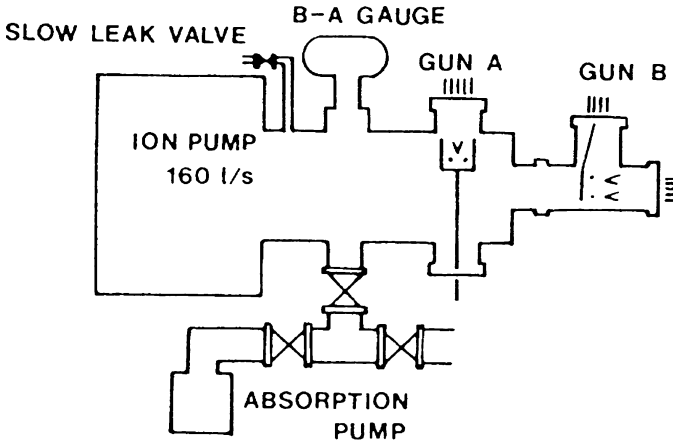 B-A GAUGE
SLOW LEAK VALVE
GUN A
GUN B
ION PUMP
160 l/s
ABSORPTION
PUMP